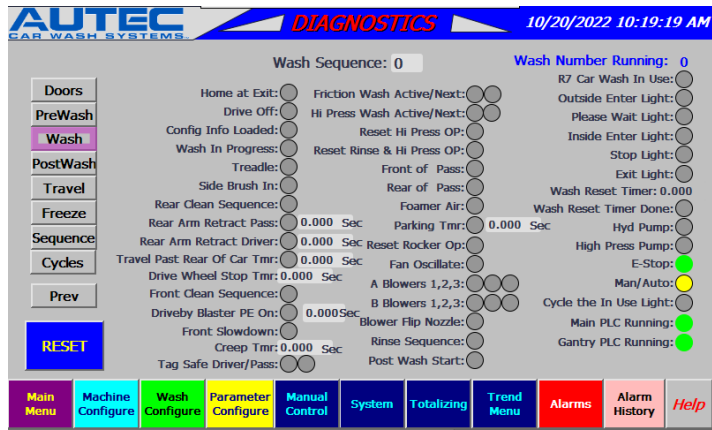 AUTEC
CAR WASH SYSTEMS
DIAGNOSTICS
10/20/2022 10:19:19 AM
Wash Sequence: 0
Wash Number Running: 0
Doors
PreWash
Wash
PostWash
Travel
Freeze
Sequence
Cycles
Prev
RESET
Home at Exit:
Drive Off:
Config Info Loaded:
Wash In Progress:
Treadle:
Side Brush In:
Rear Clean Sequence:
Rear Arm Retract Pass: 0.000 Sec
Rear Arm Retract Driver: 0.000 Sec
Travel Past Rear Of Car Tmr: 0.000 Sec
Drive Wheel Stop Tmr: 0.000 Sec
Front Clean Sequence:
Driveby Blaster PE On: 0.000 Sec
Front Slowdown:
Creep Tmr: 0.000 Sec
Tag Safe Driver/Pass:
Friction Wash Active/Next:
Hi Press Wash Active/Next:
Reset Hi Press OP:
Reset Rinse & Hi Press OP:
Front of Pass:
Rear of Pass:
Foamer Air:
Parking Tmr: 0.000 Sec
Reset Rocker Op:
Fan Oscillate:
A Blowers 1,2,3:
B Blowers 1,2,3:
Blower Flip Nozzle:
Rinse Sequence:
Post Wash Start:
R7 Car Wash In Use:
Outside Enter Light:
Please Wait Light:
Inside Enter Light:
Stop Light:
Exit Light:
Wash Reset Timer: 0.000
Wash Reset Timer Done:
Hyd Pump:
High Press Pump:
E-Stop:
Man/Auto:
Cycle the In Use Light:
Main PLC Running:
Gantry PLC Running:
Main Menu
Machine Configure
Wash Configure
Parameter Configure
Manual Control
System
Totalizing
Trend Menu
Alarms
Alarm History
Help